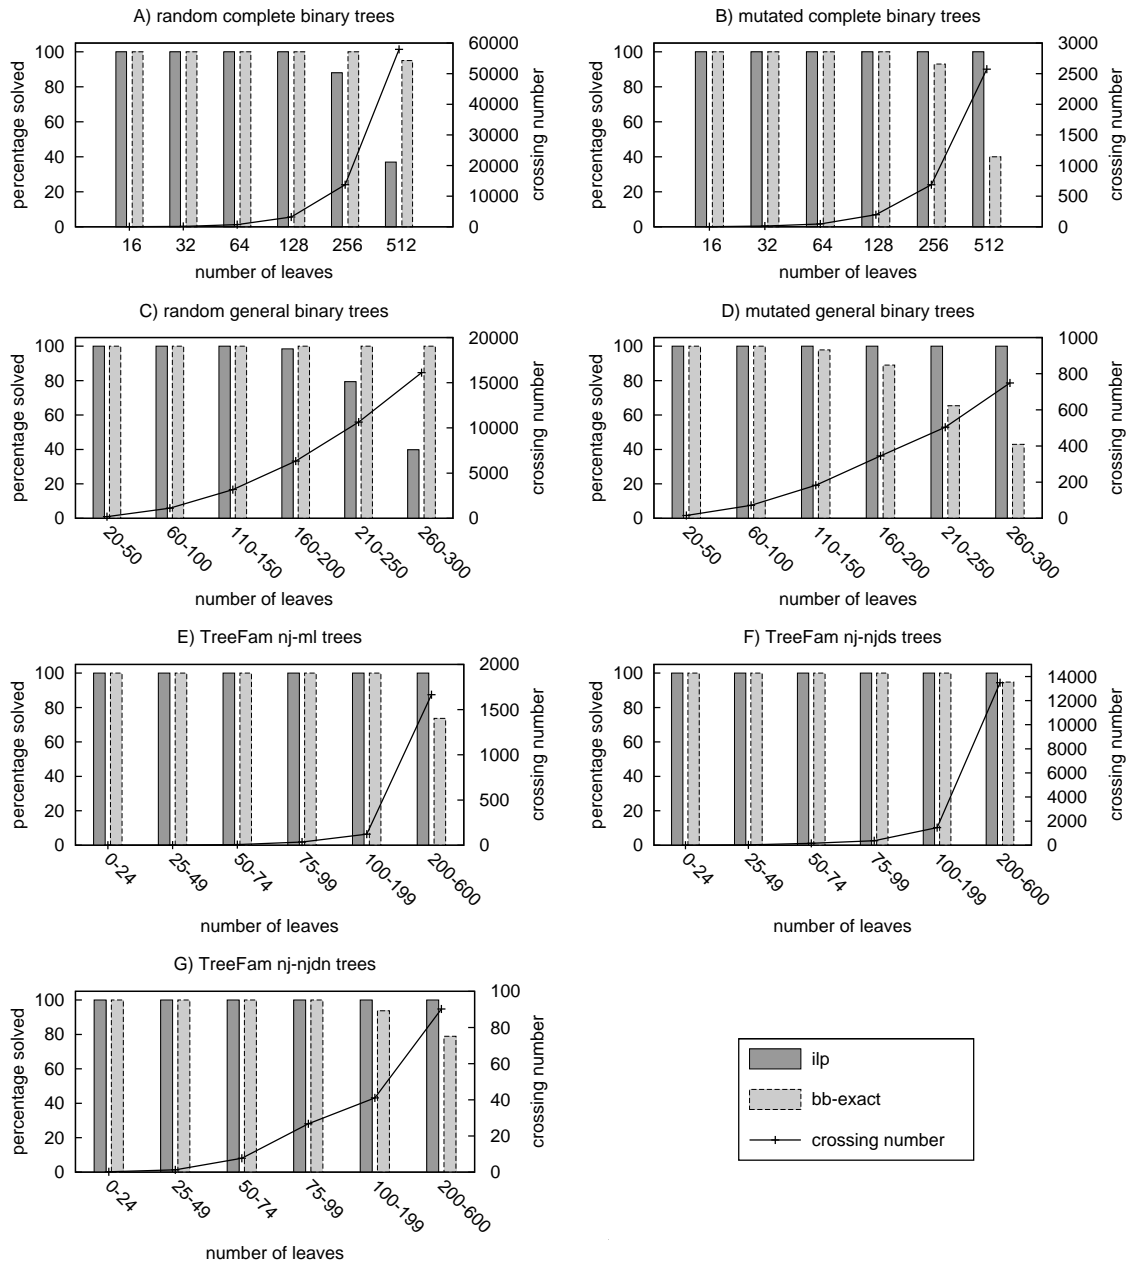 A) random complete binary trees
percentage solved
100
80
60
40
20
0
60000
50000
40000
30000
20000
10000
0
crossing number
16 32 64 128 256 512
number of leaves
B) mutated complete binary trees
percentage solved
100
80
60
40
20
0
3000
2500
2000
1500
1000
500
0
crossing number
16 32 64 128 256 512
number of leaves
C) random general binary trees
percentage solved
100
80
60
40
20
0
20000
15000
10000
5000
0
crossing number
20-50 60-100 110-150 160-200 210-250 260-300
number of leaves
D) mutated general binary trees
percentage solved
100
80
60
40
20
0
1000
800
600
400
200
0
crossing number
20-50 60-100 110-150 160-200 210-250 260-300
number of leaves
E) TreeFam nj-ml trees
percentage solved
100
80
60
40
20
0
2000
1500
1000
500
0
crossing number
0-24 25-49 50-74 75-99 100-199 200-600
number of leaves
F) TreeFam nj-njds trees
percentage solved
100
80
60
40
20
0
14000
12000
10000
8000
6000
4000
2000
0
crossing number
0-24 25-49 50-74 75-99 100-199 200-600
number of leaves
G) TreeFam nj-njdn trees
percentage solved
100
80
60
40
20
0
100
80
60
40
20
0
crossing number
0-24 25-49 50-74 75-99 100-199 200-600
number of leaves
ilp
bb-exact
crossing number